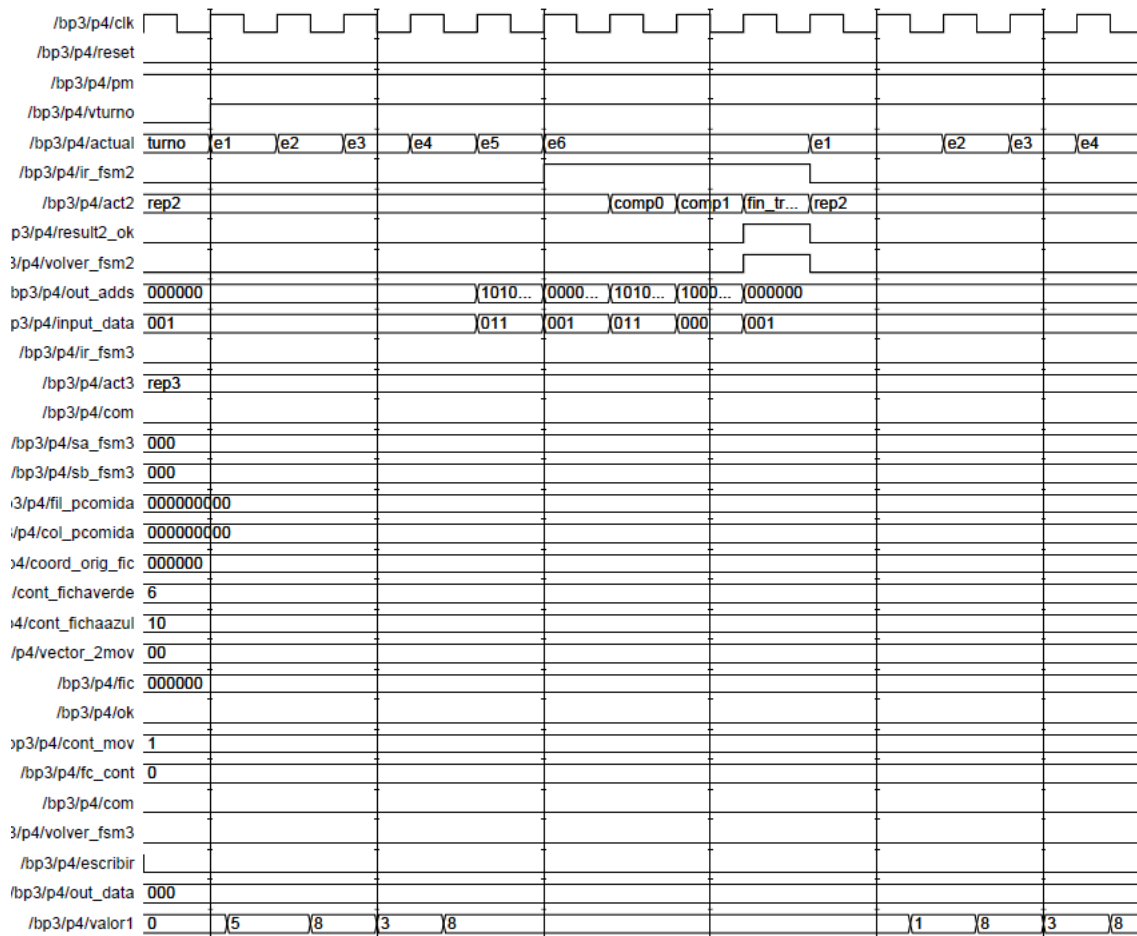 /bp3/p4/clk
/bp3/p4/reset
/bp3/p4/pm
/bp3/p4/vturno
/bp3/p4/actual turno e1 e2 e3 e4 e5 e6 e1 e2 e3 e4
/bp3/p4/ir_fsm2
/bp3/p4/act2 rep2 comp0 comp1 fin_tr... rep2
p3/p4/result2_ok
3/p4/volver_fsm2
bp3/p4/out_adds 000000 1010... 0000... 1010... 1000... 000000
p3/p4/input_data 001 011 001 011 000 001
/bp3/p4/ir_fsm3
/bp3/p4/act3 rep3
/bp3/p4/com
/bp3/p4/sa_fsm3 000
/bp3/p4/sb_fsm3 000
p3/p4/fil_pcomida 000000000
/p4/col_pcomida 000000000
p4/coord_orig_fic 000000
/cont_fichaverde 6
p4/cont_fichaazul 10
/p4/vector_2mov 00
/bp3/p4/fic 000000
/bp3/p4/ok
bp3/p4/cont_mov 1
/bp3/p4/fc_cont 0
/bp3/p4/com
3/p4/volver_fsm3
/bp3/p4/escribir
/bp3/p4/out_data 000
/bp3/p4/valor1 0 5 8 3 8 1 8 3 8